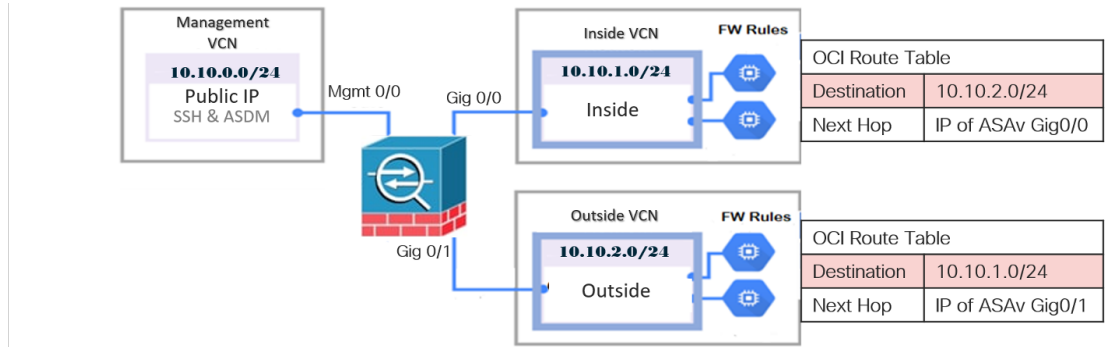 Management
VCN
10.10.0.0/24
Public IP
SSH & ASDM
Mgmt 0/0
Gig 0/0
Gig 0/1
Inside VCN
FW Rules
10.10.1.0/24
Inside
OCI Route Table
Destination 10.10.2.0/24
Next Hop IP of ASAv Gig0/0
Outside VCN
FW Rules
10.10.2.0/24
Outside
OCI Route Table
Destination 10.10.1.0/24
Next Hop IP of ASAv Gig0/1